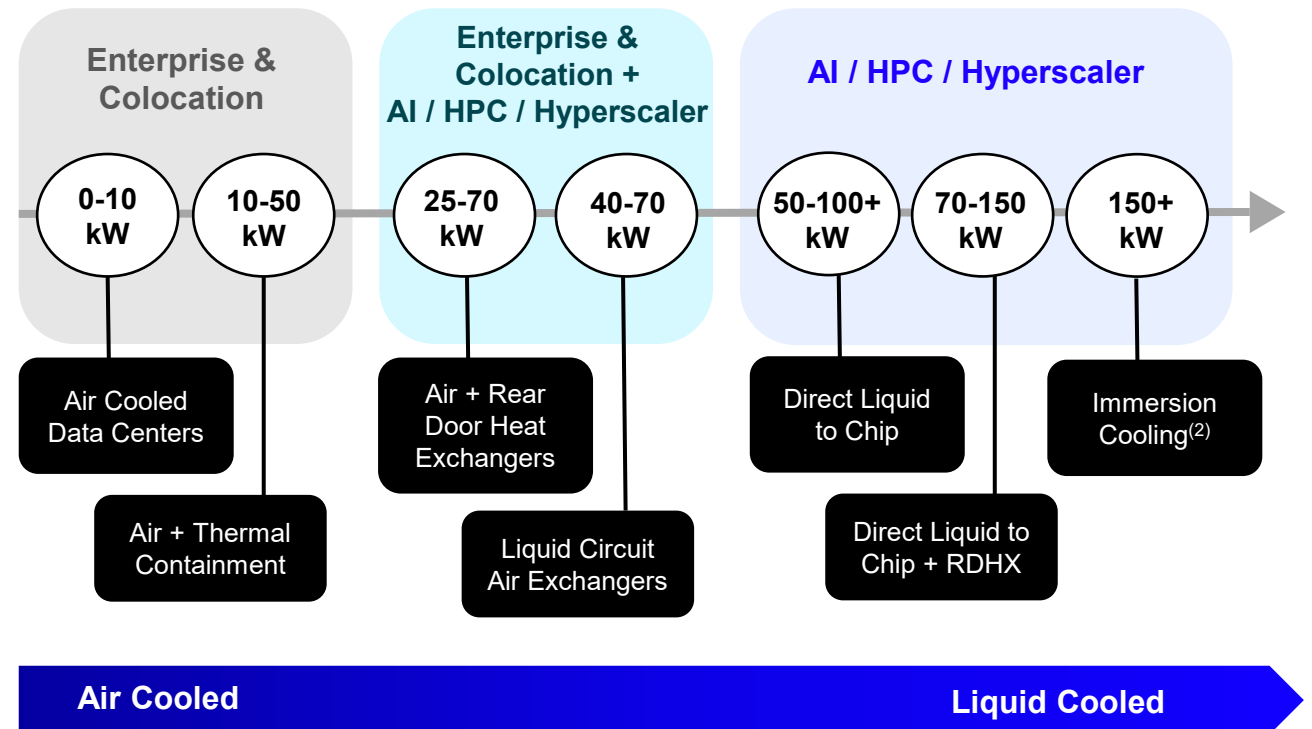 Enterprise &
Colocation
Enterprise &
Colocation +
AI / HPC / Hyperscaler
AI / HPC / Hyperscaler
0-10
kW
10-50
kW
25-70
kW
40-70
kW
50-100+
kW
70-150
kW
150+
kW
Air Cooled
Data Centers
Air + Thermal
Containment
Air + Rear
Door Heat
Exchangers
Liquid Circuit
Air Exchangers
Direct Liquid
to Chip
Direct Liquid to
Chip + RDHX
Immersion
Cooling(2)
Air Cooled
Liquid Cooled